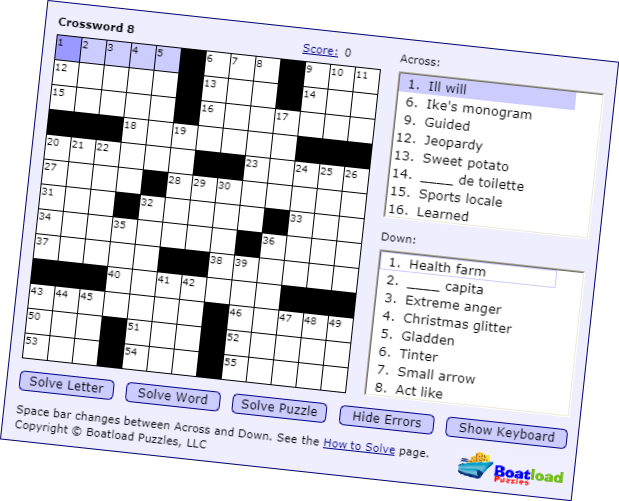 Crossword 8
Score: 0
1 2 3 4 5 6 7 8 9 10 11
12 13 14
15 16 17
18 19
20 21 22 23 24 25 26
27 28 29 30
31 32 33
34 35 36
37 38 39
40 41 42
43 44 45 46 47 48 49
50 51 52
53 54 55
Across:
1. Ill will
6. Ike's monogram
9. Guided
12. Jeopardy
13. Sweet potato
14. ____ de toilette
15. Sports locale
16. Learned
Down:
1. Health farm
2. ____ capita
3. Extreme anger
4. Christmas glitter
5. Gladden
6. Tinter
7. Small arrow
8. Act like
Solve Letter Solve Word Solve Puzzle Hide Errors Show Keyboard
Space bar changes between Across and Down. See the How to Solve page.
Copyright © Boatload Puzzles, LLC
Boatload
Puzzles